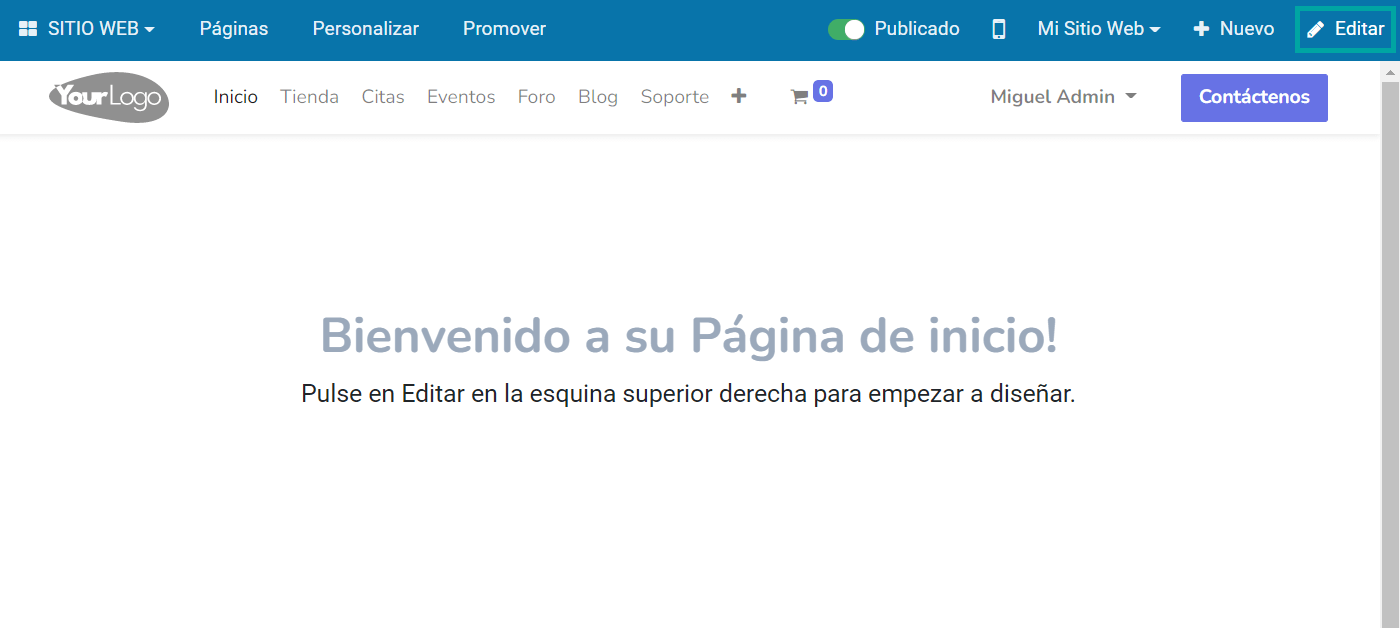 SITIO WEB Páginas Personalizar Promover Publicado Mi Sitio Web Nuevo Editar
YourLogo Inicio Tienda Citas Eventos Foro Blog Soporte 0 Miguel Admin Contáctenos
Bienvenido a su Página de inicio!
Pulse en Editar en la esquina superior derecha para empezar a diseñar.